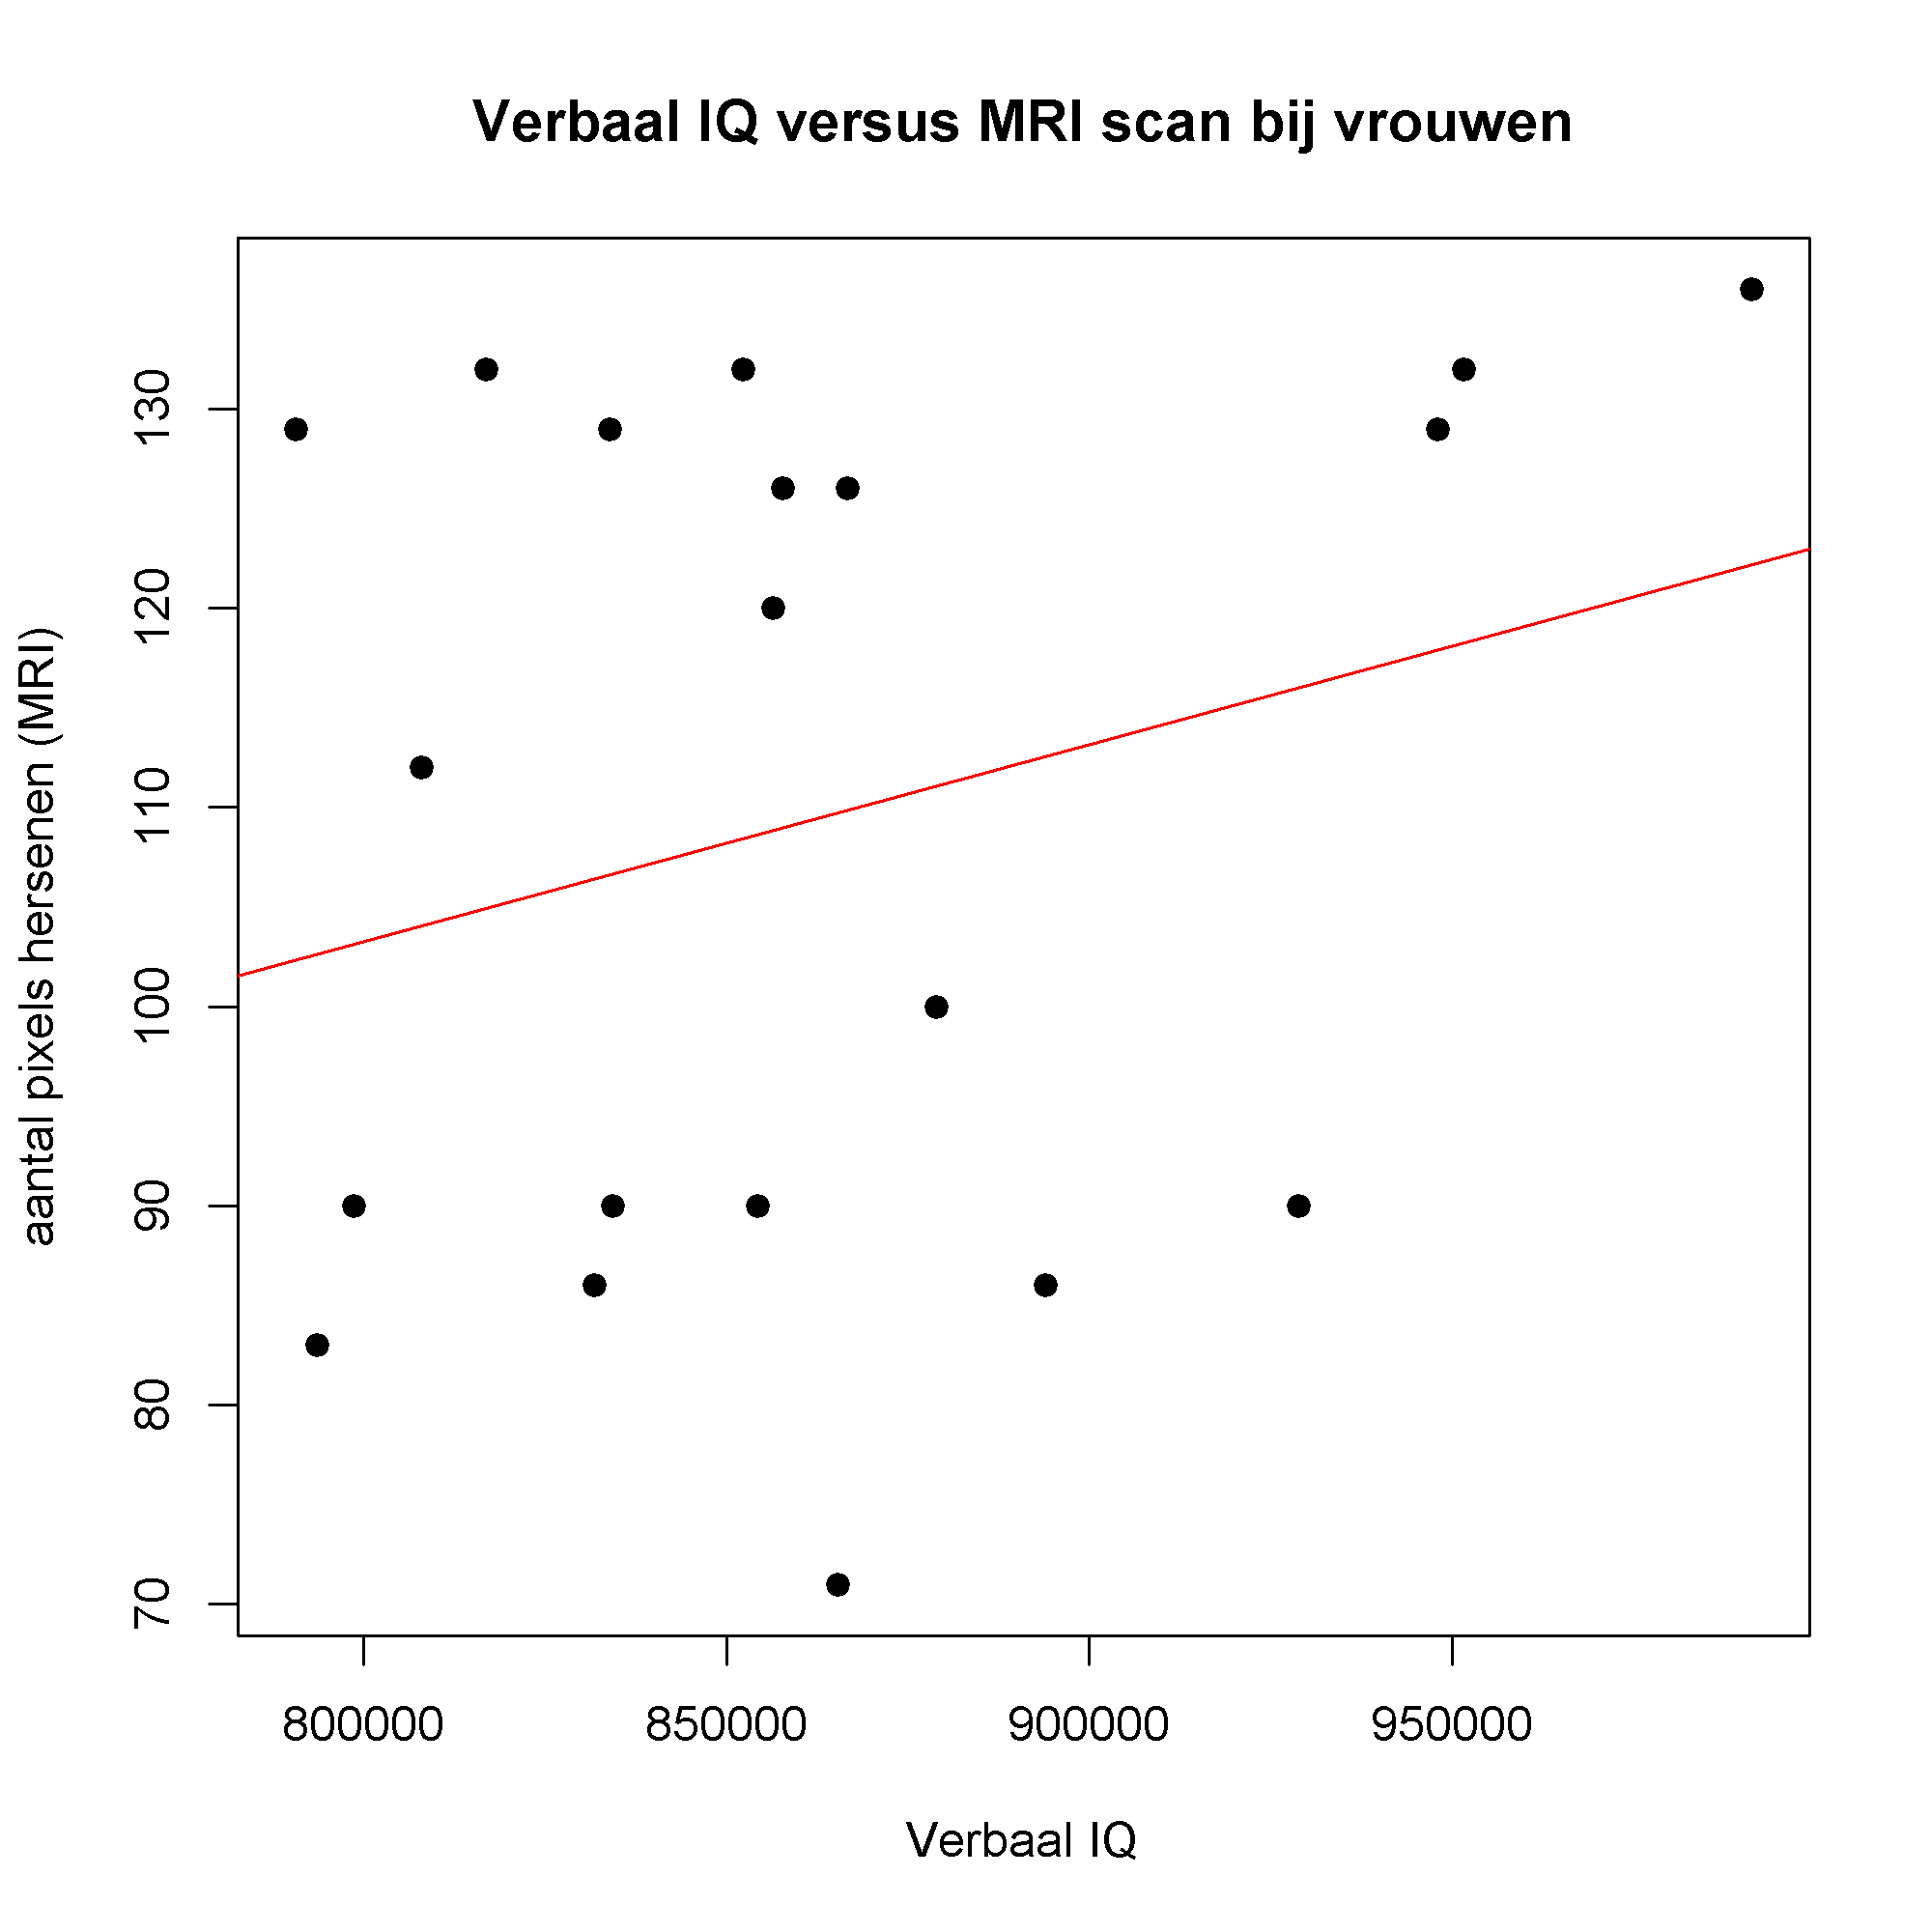 Verbaal IQ versus MRI scan bij vrouwen
aantal pixels hersenen (MRI)
130
120
110
100
90
80
70
800000 850000 900000 950000
Verbaal IQ